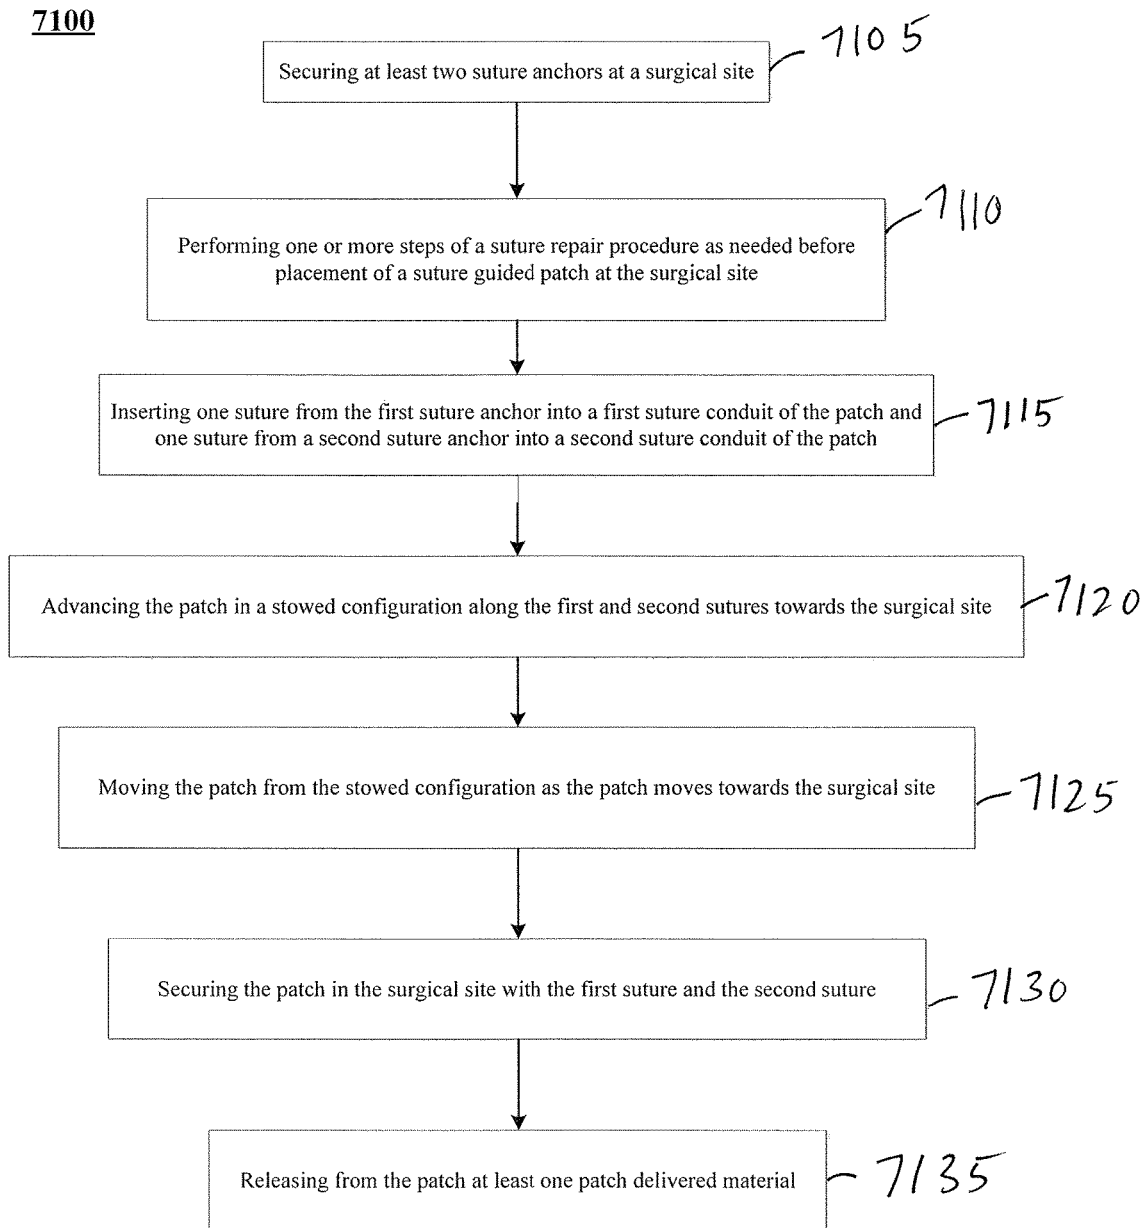 7100
Securing at least two suture anchors at a surgical site
7105
Performing one or more steps of a suture repair procedure as needed before
placement of a suture guided patch at the surgical site
7110
Inserting one suture from the first suture anchor into a first suture conduit of the patch and
one suture from a second suture anchor into a second suture conduit of the patch
7115
Advancing the patch in a stowed configuration along the first and second sutures towards the surgical site
7120
Moving the patch from the stowed configuration as the patch moves towards the surgical site
7125
Securing the patch in the surgical site with the first suture and the second suture
7130
Releasing from the patch at least one patch delivered material
7135